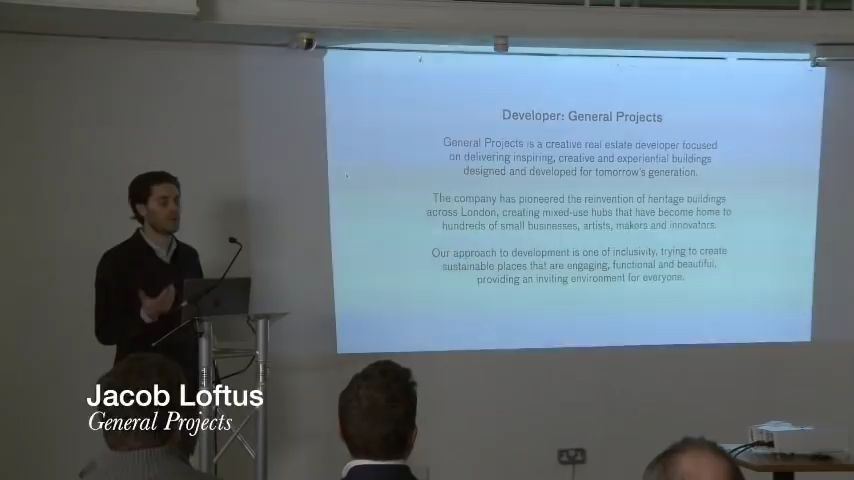 Developer: General Projects
General Projects is a creative real estate developer focused
on delivering inspiring, creative and experiential buildings
designed and developed for tomorrow's generation.
The company has pioneered the reinvention of heritage buildings
across London, creating mixed-use hubs that have become home to
hundreds of small businesses, artists, makers and innovators.
Our approach to development is one of inclusivity, trying to create
sustainable places that are engaging, functional and beautiful,
providing an inviting environment for everyone.
Jacob Loftus
General Projects